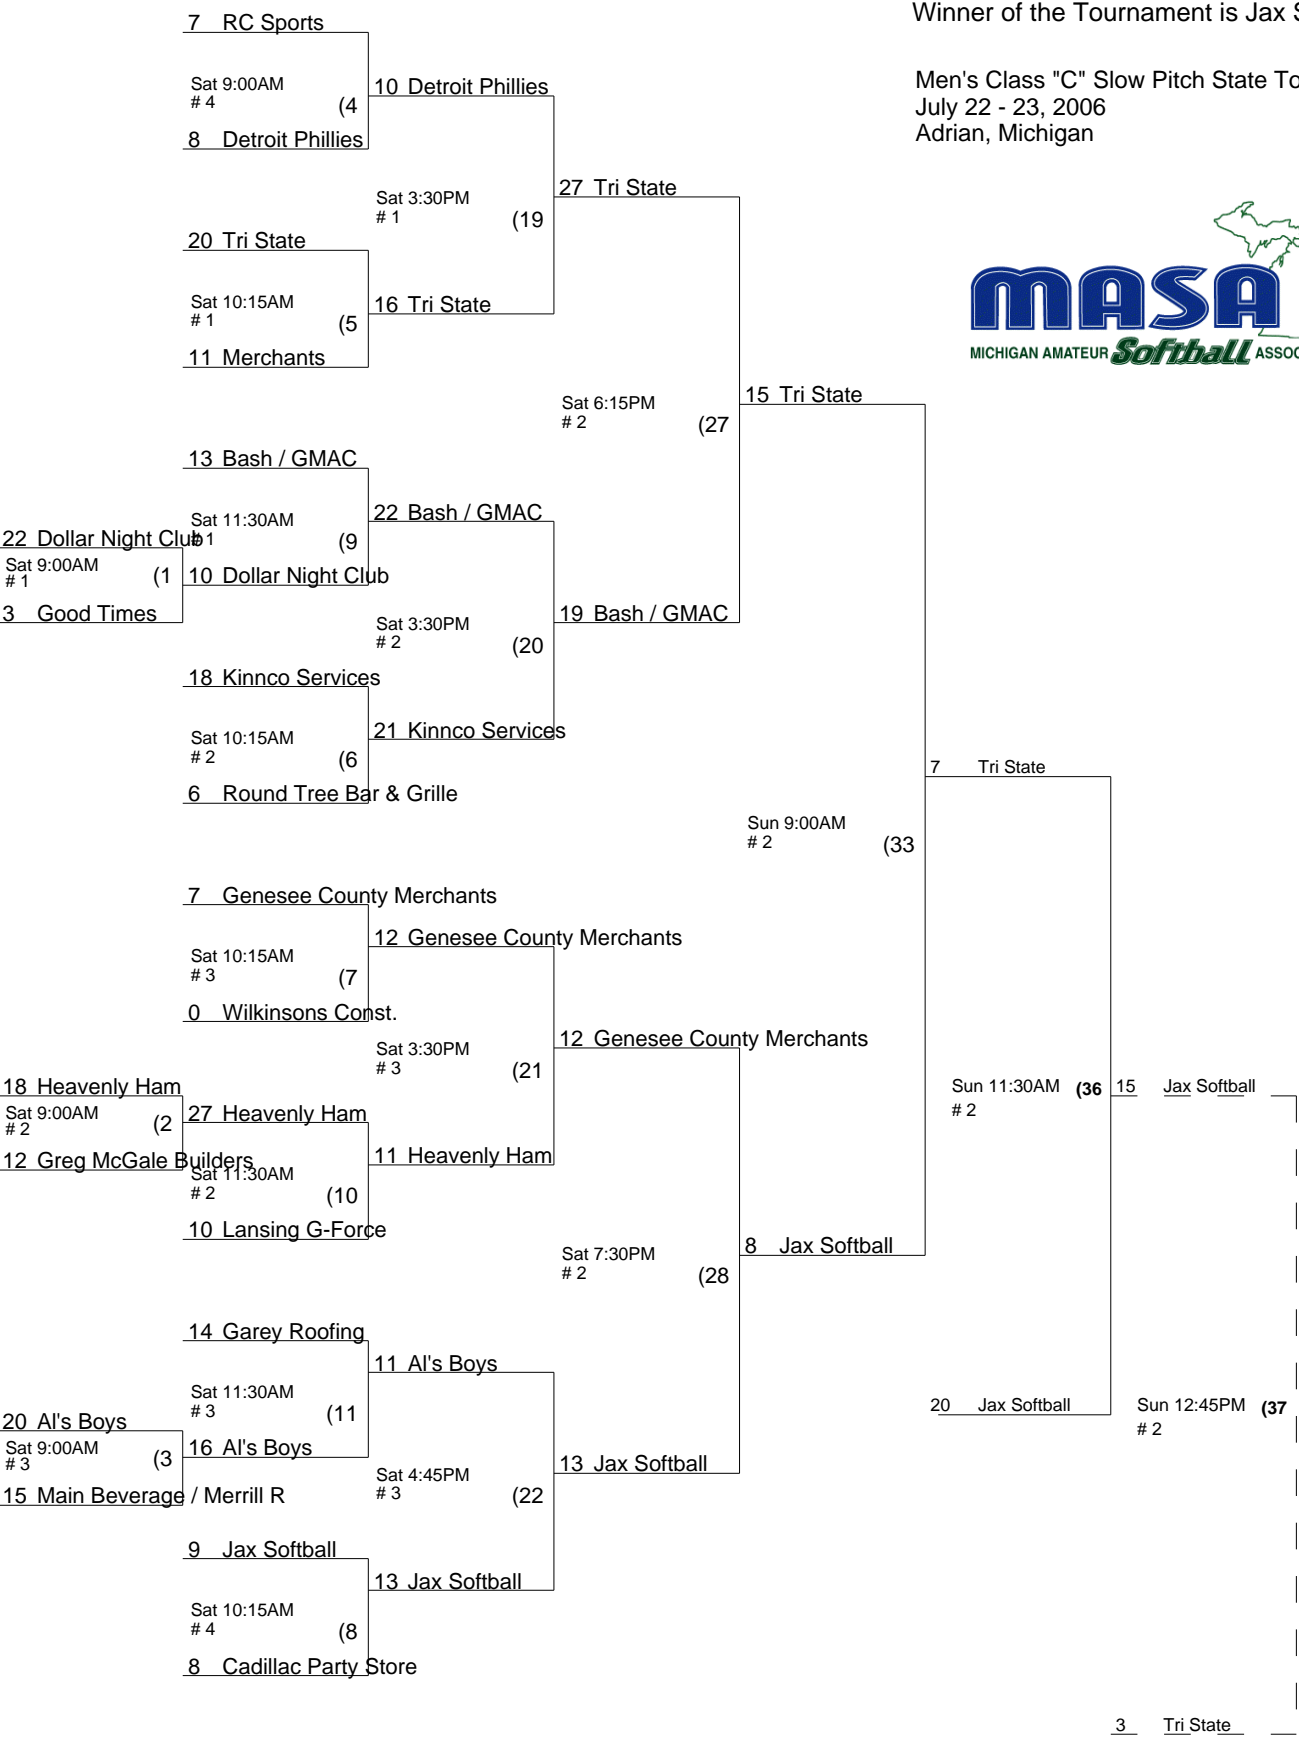 Winner of the Tournament is Jax
Men's Class "C" Slow Pitch State
July 22 - 23, 2006
Adrian, Michigan
MASA
MICHIGAN AMATEUR Softball
7 RC Sports
Sat 9:00AM
# 4 (4
10 Detroit Phillies
8 Detroit Phillies
Sat 3:30PM
# 1 (19
27 Tri State
20 Tri State
Sat 10:15AM
# 1 (5
16 Tri State
11 Merchants
Sat 6:15PM
# 2 (27
15 Tri State
13 Bash / GMAC
Sat 11:30AM
# 1 (9
22 Bash / GMAC
22 Dollar Night Club
Sat 9:00AM
# 1 (1
10 Dollar Night Club
3 Good Times
Sat 3:30PM
# 2 (20
19 Bash / GMAC
18 Kinnco Services
Sat 10:15AM
# 2 (6
21 Kinnco Services
6 Round Tree Bar & Grille
7 Tri State
Sun 9:00AM
# 2 (33
7 Genesee County Merchants
Sat 10:15AM
# 3 (7
12 Genesee County Merchants
0 Wilkinsons Const.
Sat 3:30PM
# 3 (21
12 Genesee County Merchants
18 Heavenly Ham
Sat 9:00AM
# 2 (2
27 Heavenly Ham
12 Greg McGale Builders
Sat 11:30AM
# 2 (10
11 Heavenly Ham
10 Lansing G-Force
Sun 11:30AM (36
# 2
15 Jax Softball
Sat 7:30PM
# 2 (28
8 Jax Softball
14 Garey Roofing
Sat 11:30AM
# 3 (11
11 Al's Boys
20 Al's Boys
Sat 9:00AM
# 3 (3
16 Al's Boys
15 Main Beverage / Merrill R
Sat 4:45PM
# 3 (22
13 Jax Softball
20 Jax Softball
Sun 12:45PM (37
# 2
9 Jax Softball
Sat 10:15AM
# 4 (8
13 Jax Softball
8 Cadillac Party Store
3 Tri State